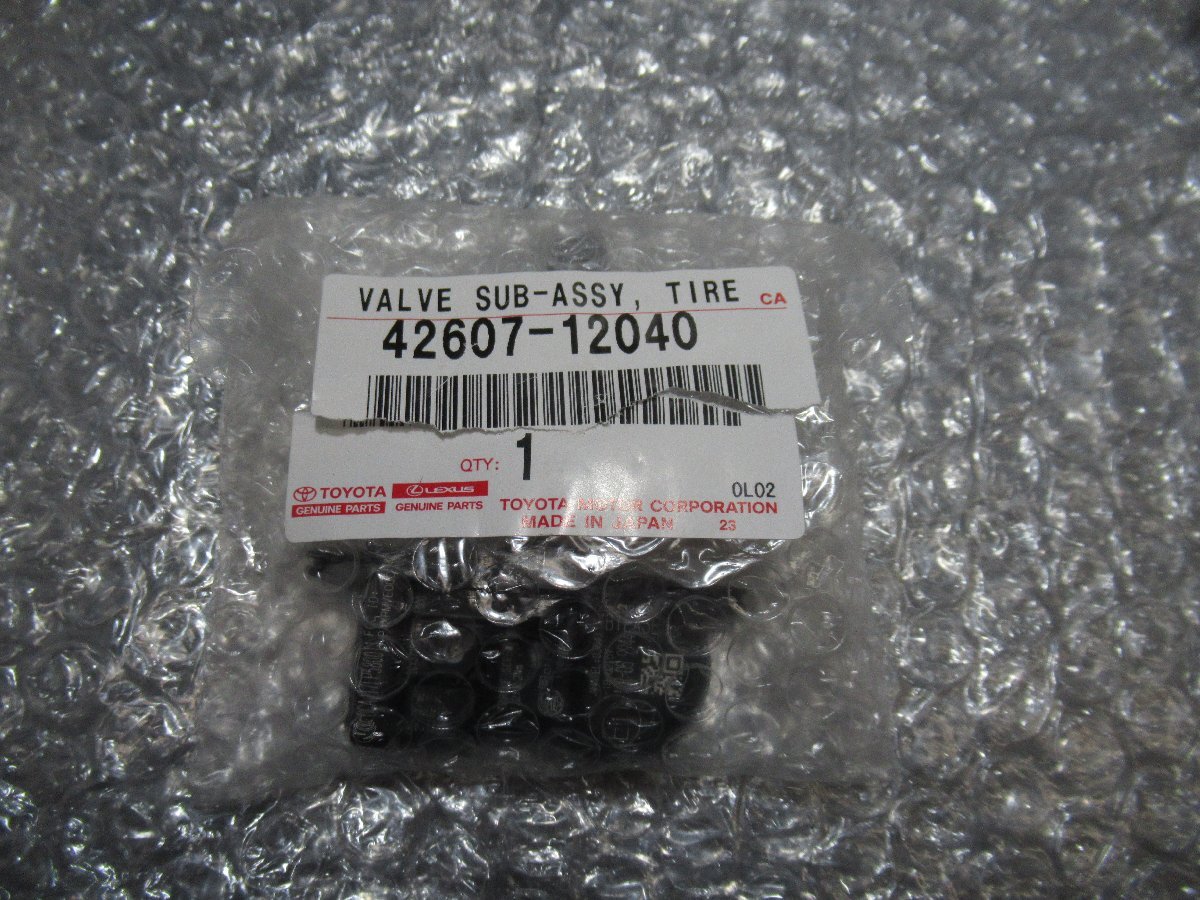 VALVE SUB-ASSY, TIRE CA
42607-12040
QTY: 1
0L02
TOYOTA LEXUS TOYOTA MOTOR CORPORATION
GENUINE PARTS GENUINE PARTS MADE IN JAPAN 23